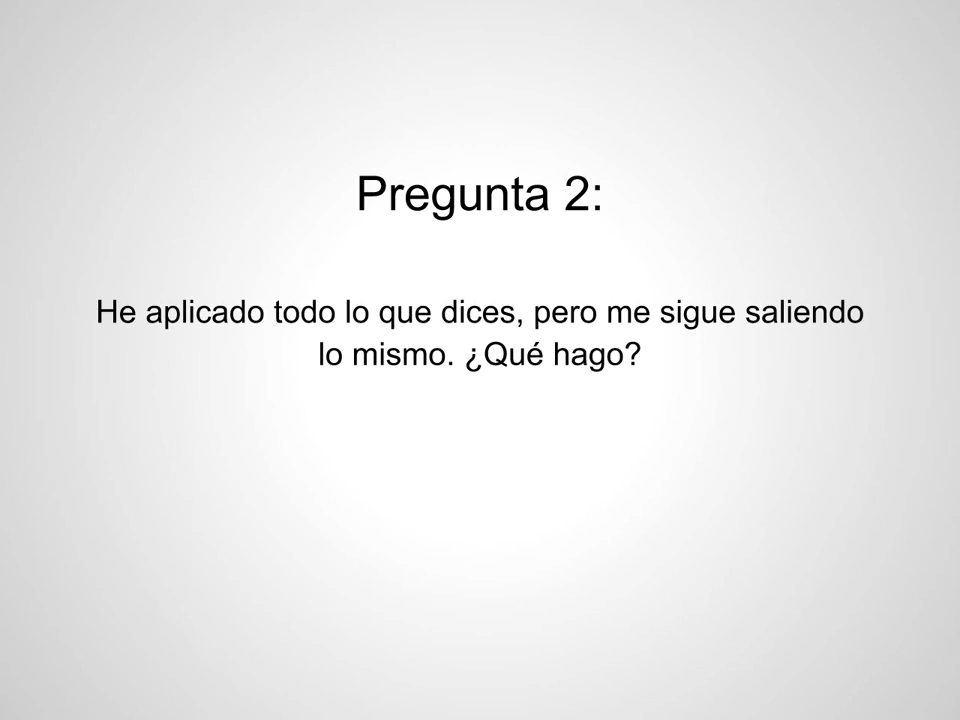 Pregunta 2:
He aplicado todo lo que dices, pero me sigue saliendo
lo mismo. ¿Qué hago?